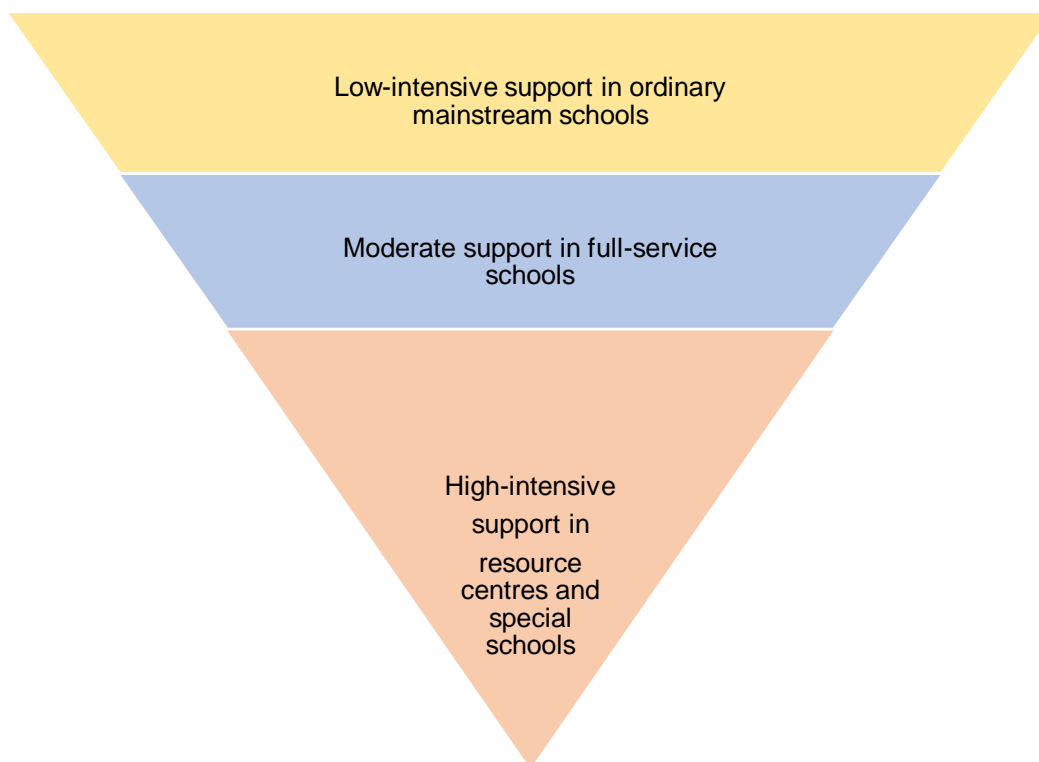 Low-intensive support in ordinary
mainstream schools
Moderate support in full-service
schools
High-intensive
support in
resource
centres and
special
schools